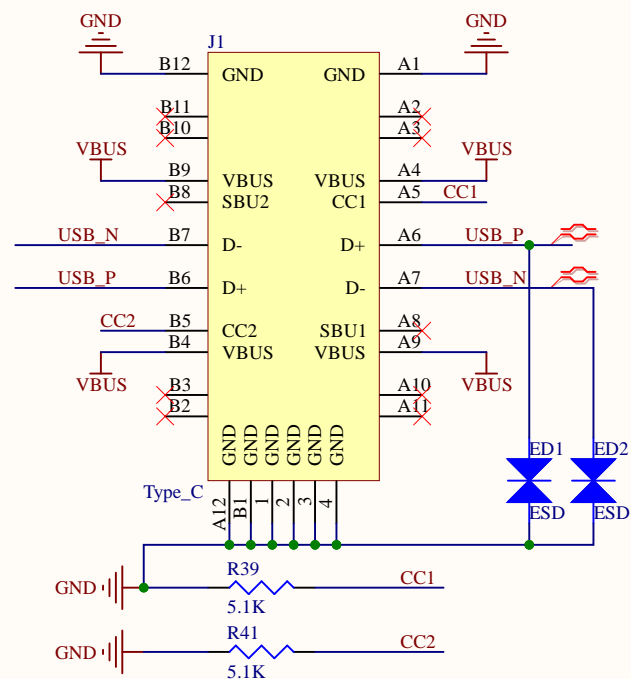 GND GND
J1
B12 GND GND A1
B11 A2
B10 A3
VBUS VBUS
B9 VBUS VBUS A4
B8 SBU2 CC1 A5 CC1
USB_N B7 D- D+ A6 USB_P
USB_P B6 D+ D- A7 USB_N
CC2 B5 CC2 SBU1 A8
B4 VBUS VBUS A9
VBUS VBUS
B3 A10
B2 A11
GND GND GND GND GND GND
ED1 ED2
Type_C A12 B1 1 2 3 4 ESD ESD
R39
GND CC1
5.1K
R41
GND CC2
5.1K